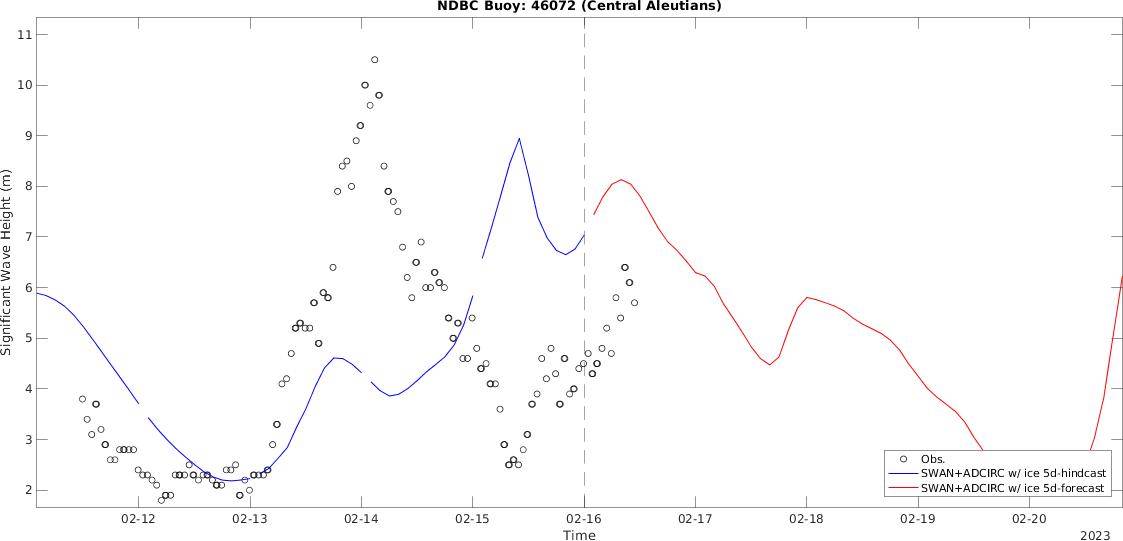 NDBC Buoy: 46072 (Central Aleutians)
Significant Wave Height (m)
11
10
9
8
7
6
5
4
3
2
02-12 02-13 02-14 02-15 02-16 02-17 02-18 02-19 02-20
Time
2023
Obs.
SWAN+ADCIRC w/ ice 5d-hindcast
SWAN+ADCIRC w/ ice 5d-forecast